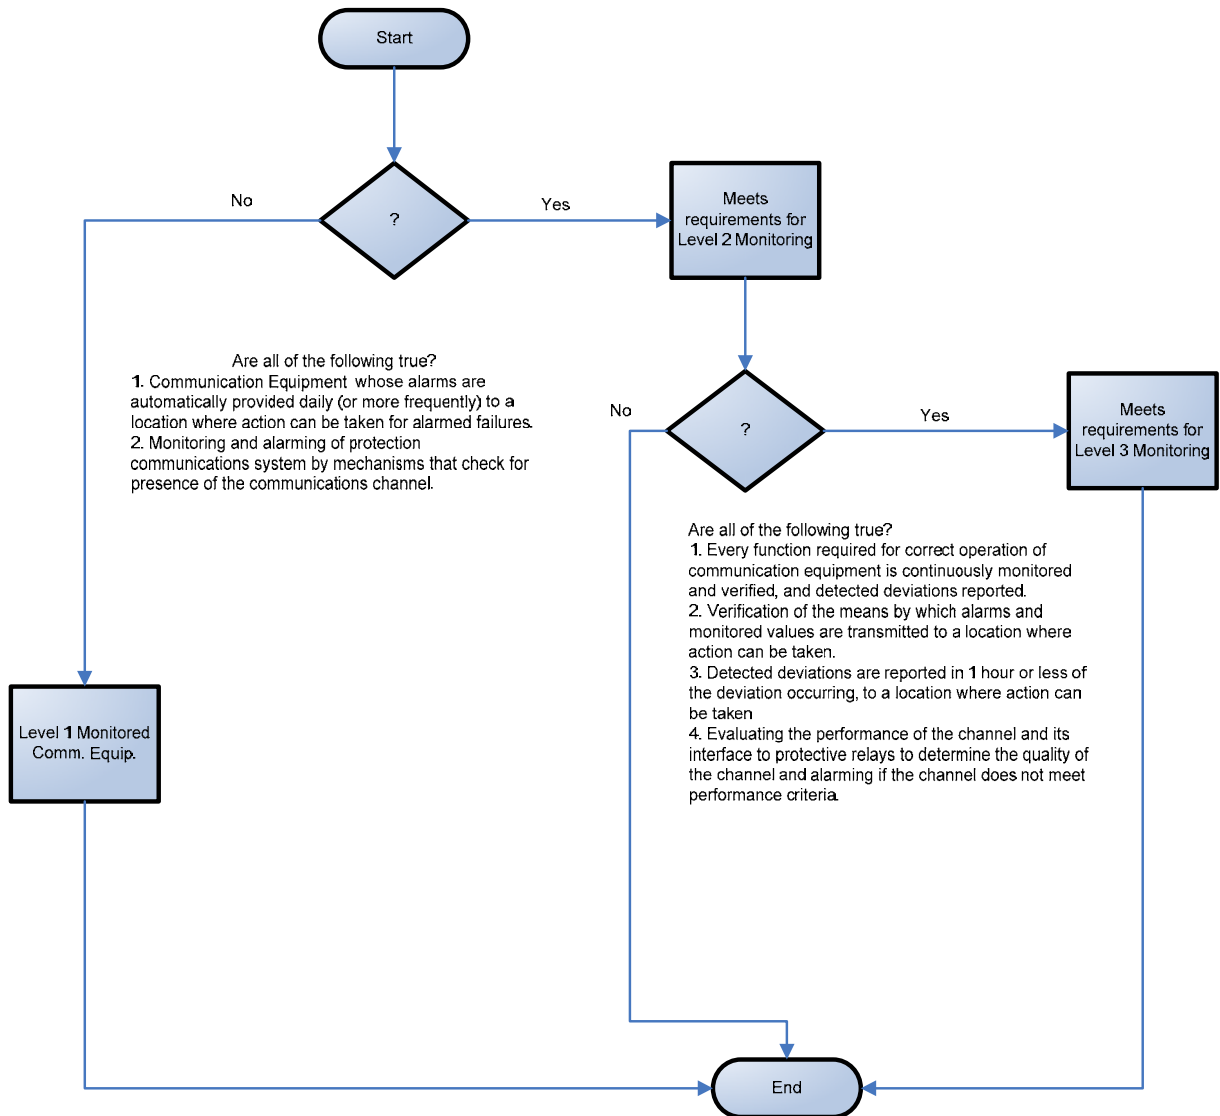 Start
No
?
Yes
Meets
requirements for
Level 2 Monitoring
Are all of the following true?
1. Communication Equipment whose alarms are
automatically provided daily (or more frequently) to a
location where action can be taken for alarmed failures.
2. Monitoring and alarming of protection
communications system by mechanisms that check for
presence of the communications channel.
No
?
Yes
Meets
requirements for
Level 3 Monitoring
Are all of the following true?
1. Every function required for correct operation of
communication equipment is continuously monitored
and verified, and detected deviations reported.
2. Verification of the means by which alarms and
monitored values are transmitted to a location where
action can be taken.
3. Detected deviations are reported in 1 hour or less of
the deviation occurring, to a location where action can
be taken
4. Evaluating the performance of the channel and its
interface to protective relays to determine the quality of
the channel and alarming if the channel does not meet
performance criteria.
Level 1 Monitored
Comm. Equip.
End